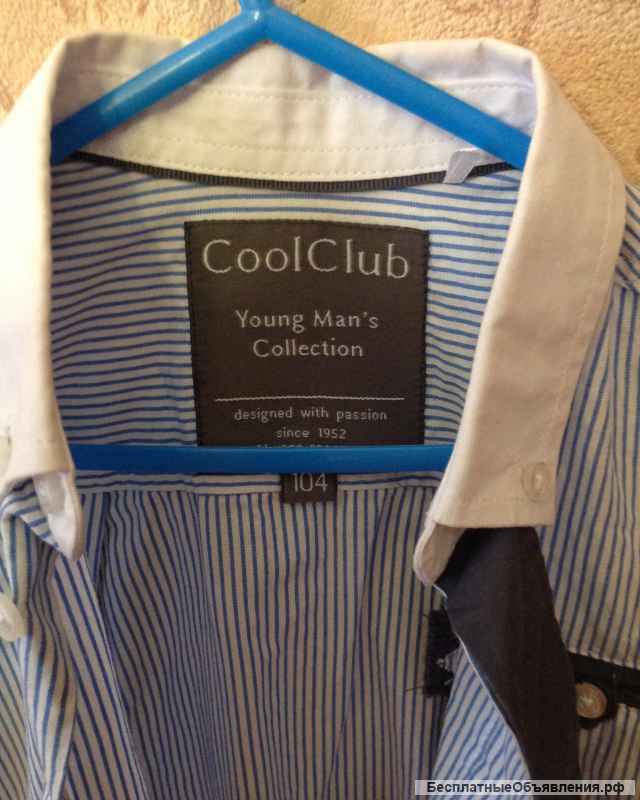 CoolClub
Young Man's
Collection
designed with passion
since 1952
104
БесплатныеОбъявления.рф